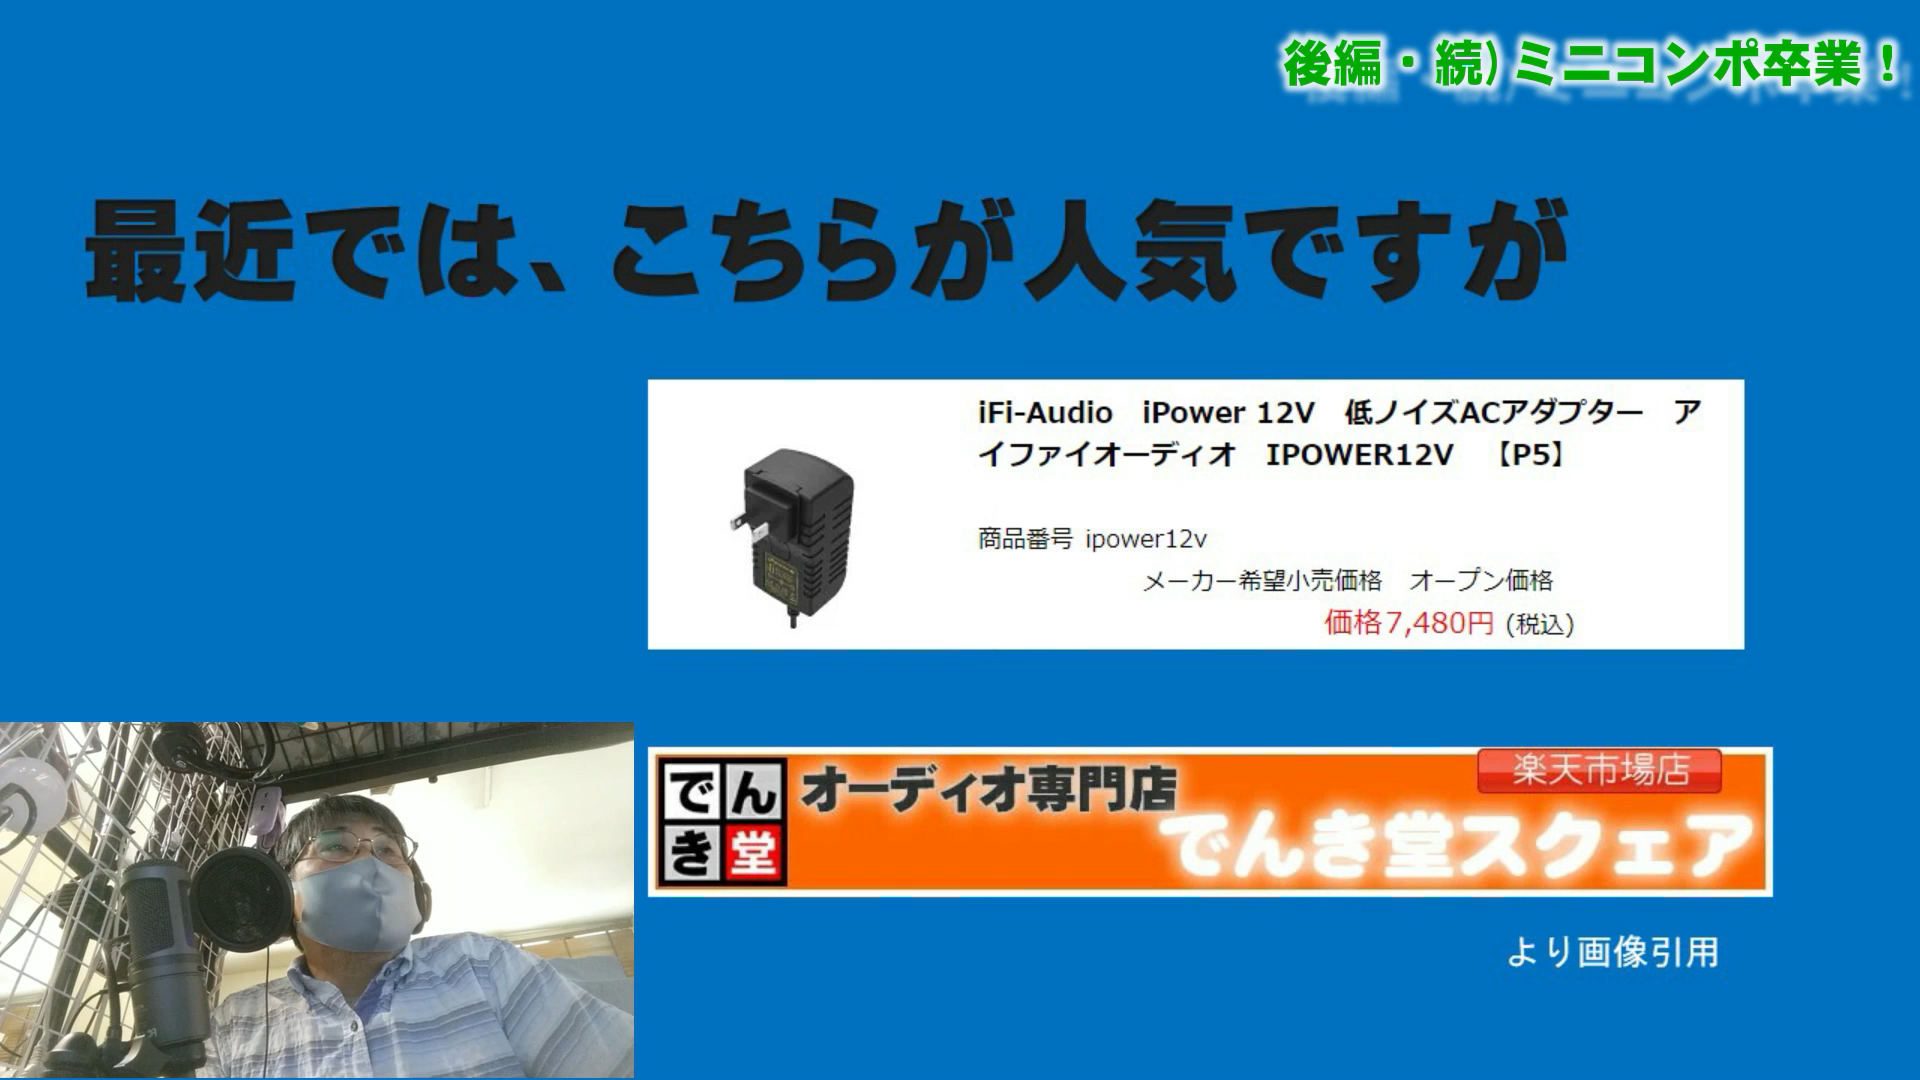 後編・続)ミニコンポ卒業！
最近では、こちらが人気ですが
iFi-Audio　iPower 12V　低ノイズACアダプター　ア
イファイオーディオ　IPOWER12V　【P5】
商品番号 ipower12v
メーカー希望小売価格　オープン価格
価格7,480円 (税込)
楽天市場店
でん
き堂
オーディオ専門店
でんき堂スクェア
より画像引用